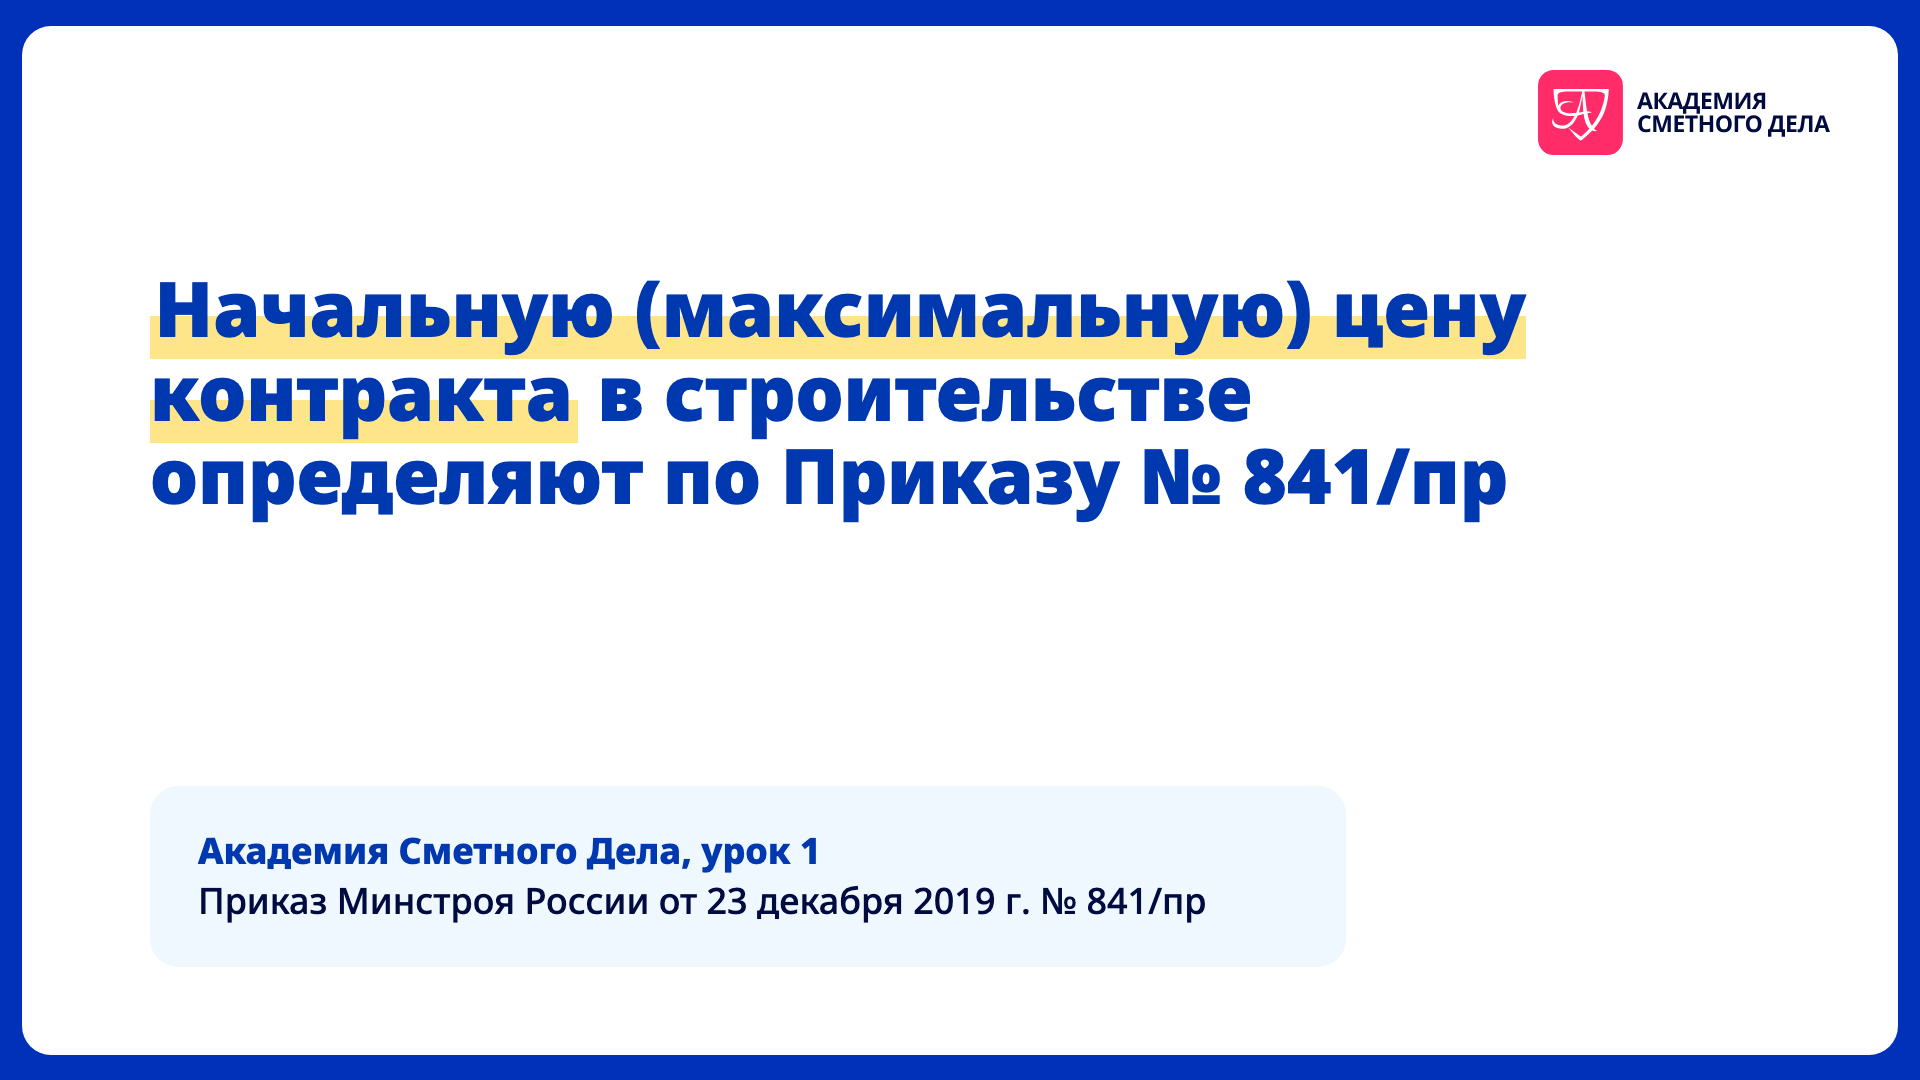 АКАДЕМИЯ
СМЕТНОГО ДЕЛА
Начальную (максимальную) цену
контракта в строительстве
определяют по Приказу № 841/пр
Академия Сметного Дела, урок 1
Приказ Минстроя России от 23 декабря 2019 г. № 841/пр